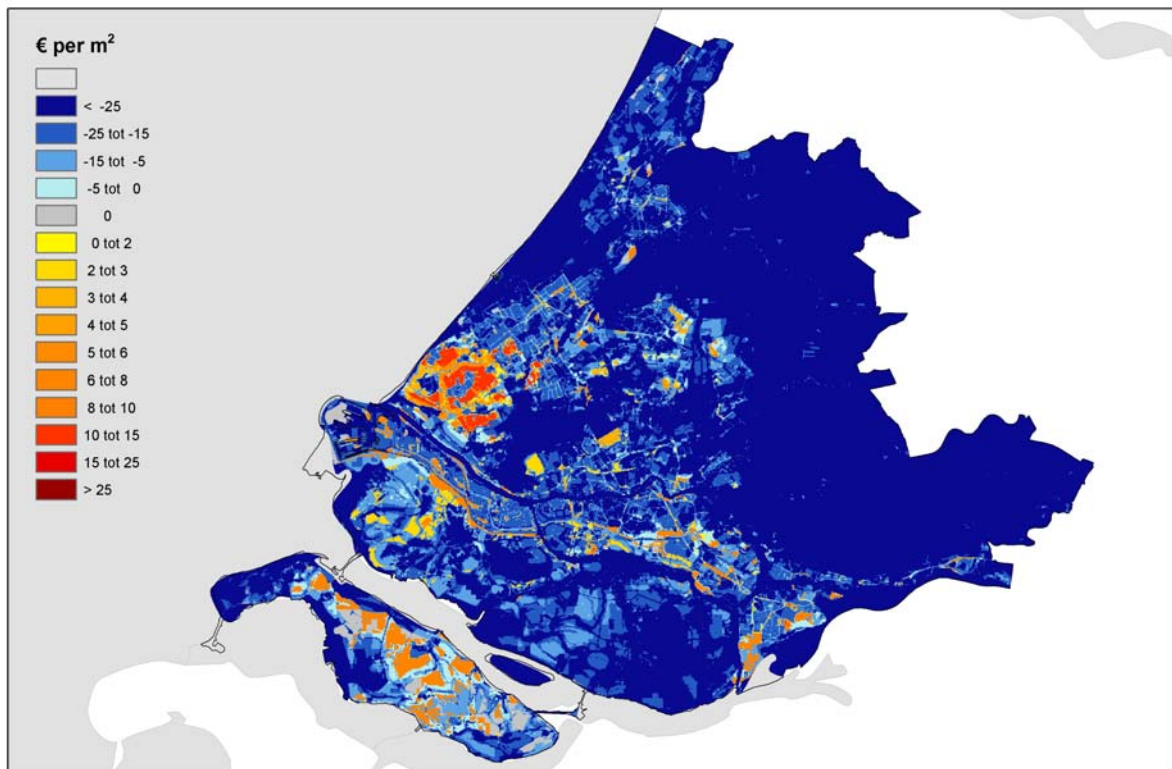 € per m²
< -25
-25 tot -15
-15 tot -5
-5 tot 0
0
0 tot 2
2 tot 3
3 tot 4
4 tot 5
5 tot 6
6 tot 8
8 tot 10
10 tot 15
15 tot 25
> 25